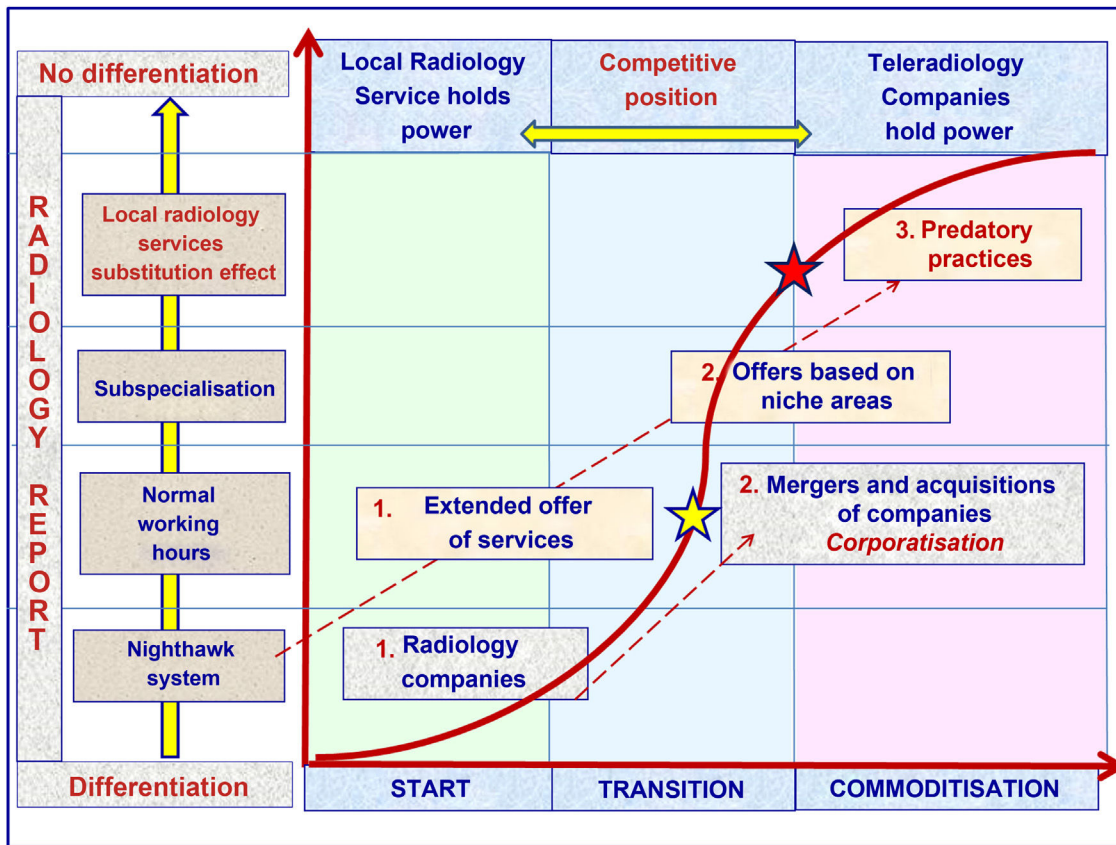 No differentiation
Local Radiology
Service holds
power
Competitive
position
Teleradiology
Companies
hold power
RADIOLOGY REPORT
Local radiology
services
substitution effect
3. Predatory
practices
Subspecialisation
2. Offers based on
niche areas
Normal
working
hours
1. Extended offer
of services
2. Mergers and acquisitions
of companies
Corporatisation
Nighthawk
system
1. Radiology
companies
Differentiation
START
TRANSITION
COMMODITISATION